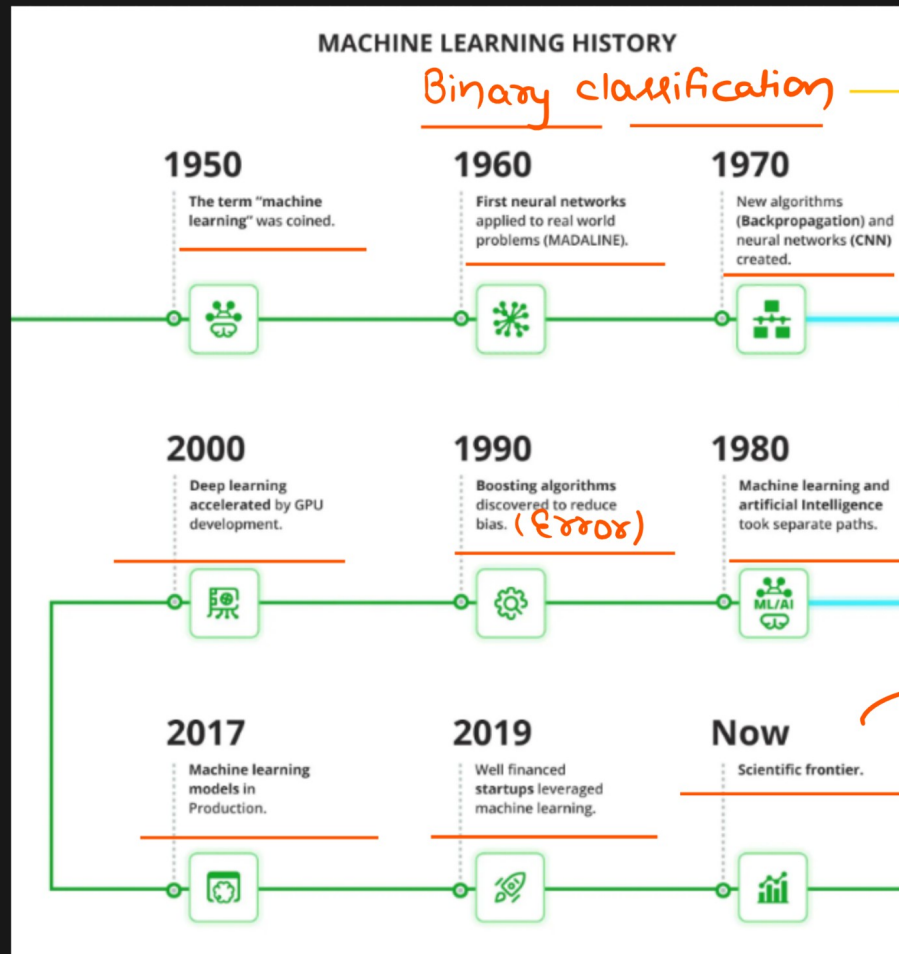 MACHINE LEARNING HISTORY
Binary classification
1950
The term “machine
learning” was coined.
1960
First neural networks
applied to real world
problems (MADALINE).
1970
New algorithms
(Backpropagation) and
neural networks (CNN)
created.
2000
Deep learning
accelerated by GPU
development.
1990
Boosting algorithms
discovered to reduce
bias. (Error)
1980
Machine learning and
artificial Intelligence
took separate paths.
ML/AI
2017
Machine learning
models in
Production.
2019
Well financed
startups leveraged
machine learning.
Now
Scientific frontier.